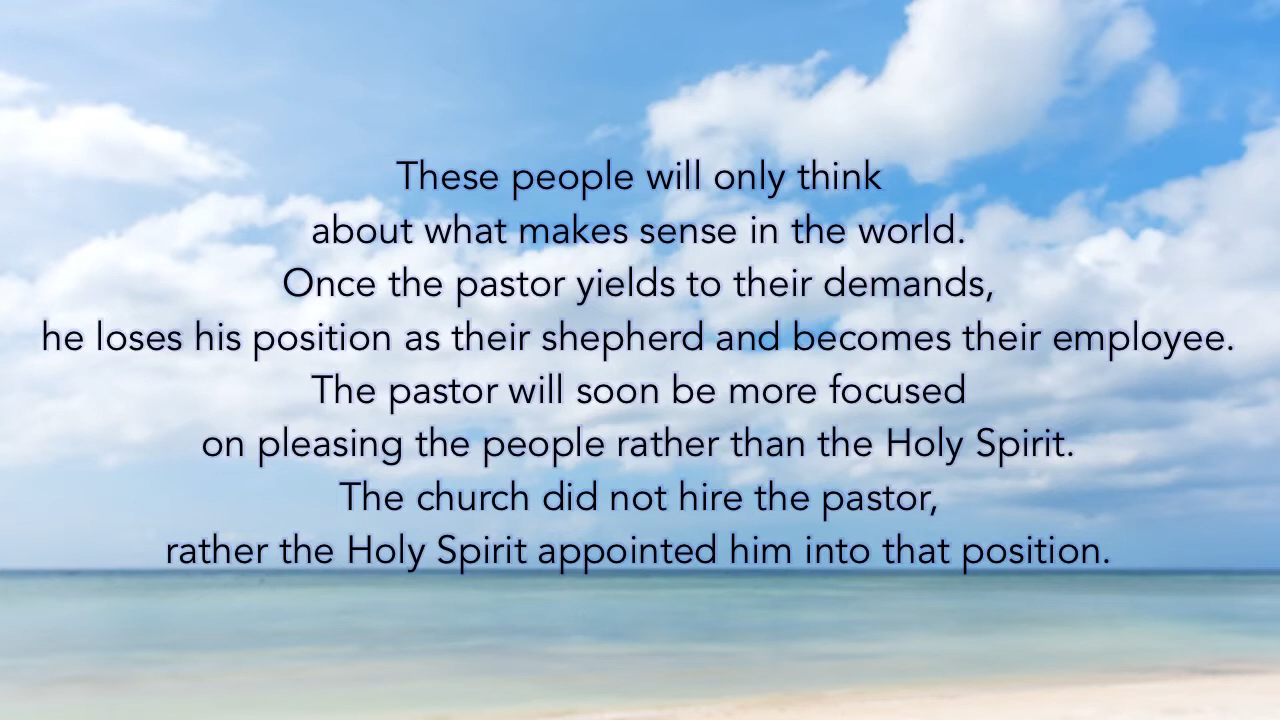 These people will only think
about what makes sense in the world.
Once the pastor yields to their demands,
he loses his position as their shepherd and becomes their employee.
The pastor will soon be more focused
on pleasing the people rather than the Holy Spirit.
The church did not hire the pastor,
rather the Holy Spirit appointed him into that position.